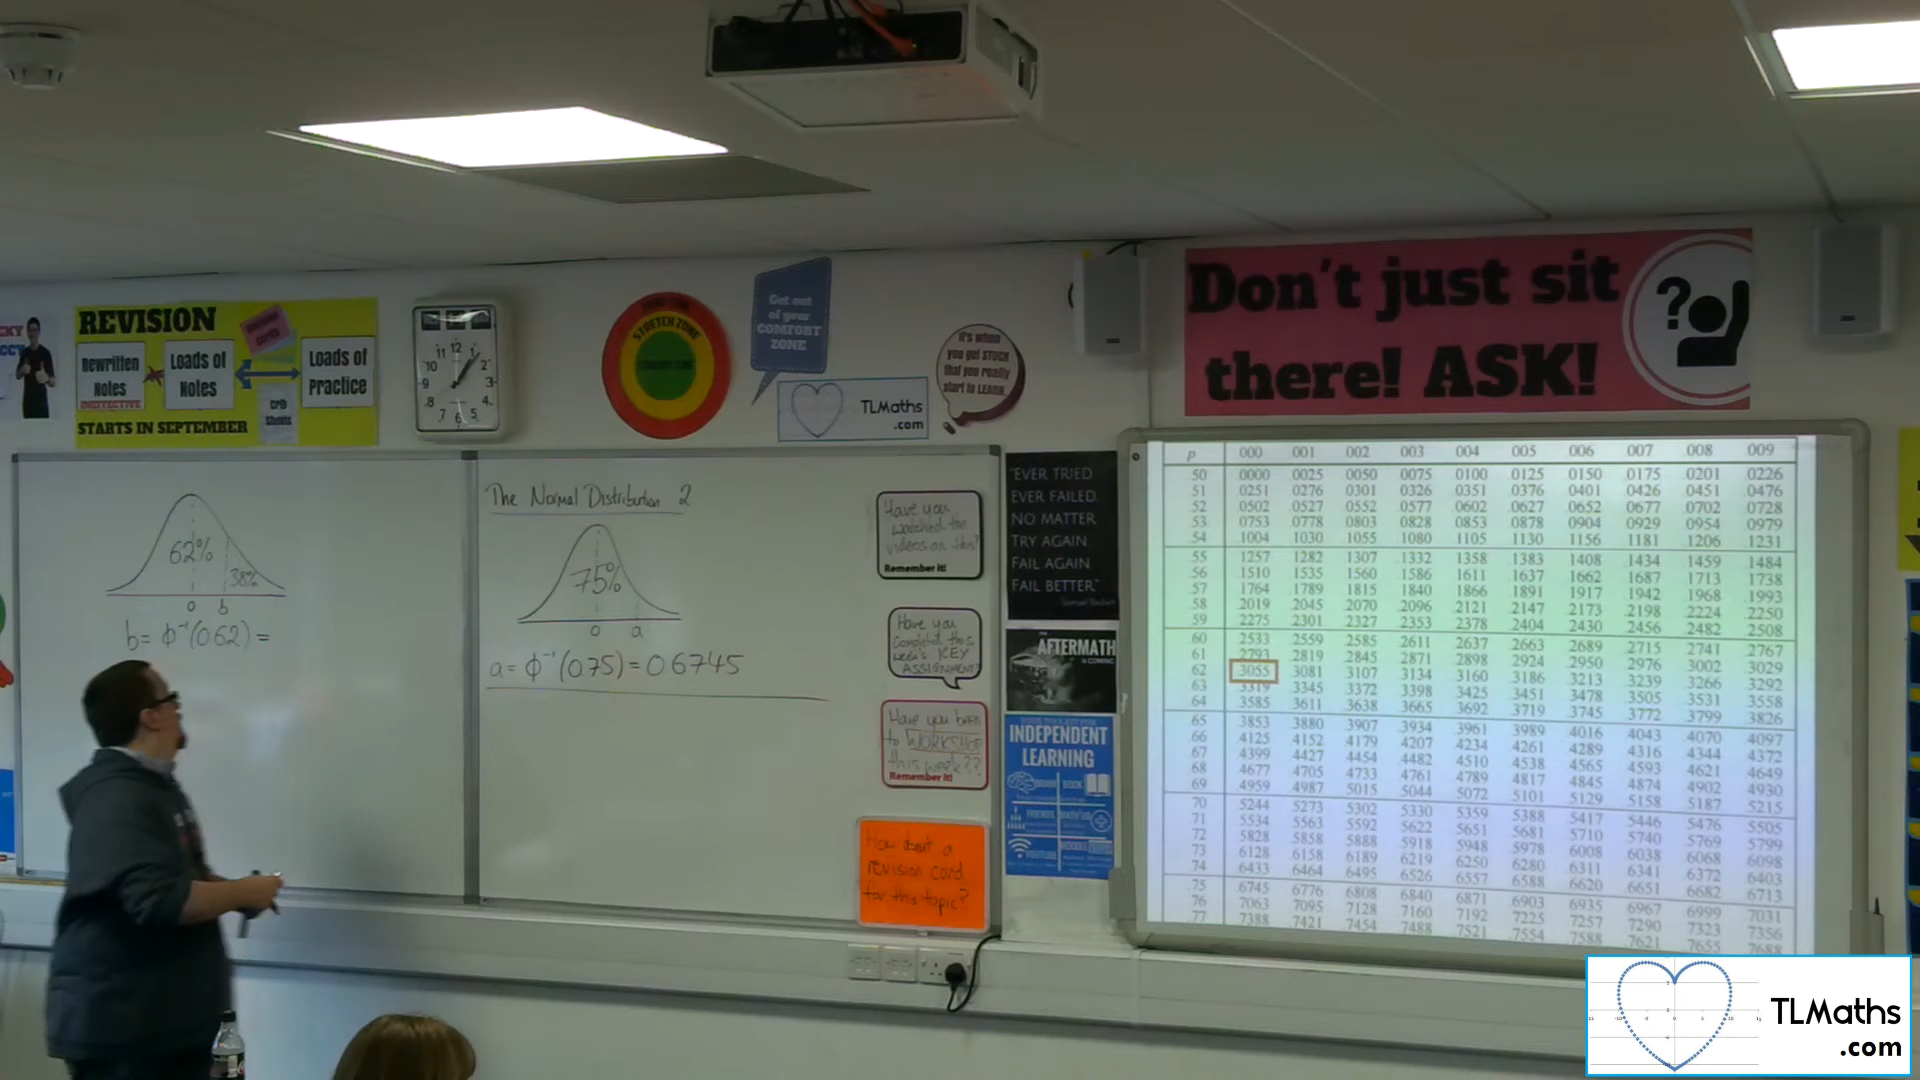 REVISION
Rewritten Notes
INEFFECTIVE
Loads of Notes
Loads of Practice
STARTS IN SEPTEMBER
STRETCH ZONE
Get out
of your
COMFORT
ZONE
TLMaths
.com
It's when
you get STUCK
that you really
start to LEARN.
Don't just sit
there! ASK!
62%
38%
0 b
b = Φ⁻¹(0.62) =
The Normal Distribution 2
75%
0 a
a = Φ⁻¹(0.75) = 0.6745
Have you
watched the
videos on this?
Remember it!
Have you
completed this
week's KEY
ASSIGNMENT?
Have you been
to WORKSHOP
this week??
Remember it!
How about a
revision card
for this topic?
"EVER TRIED.
EVER FAILED.
NO MATTER.
TRY AGAIN.
FAIL AGAIN.
FAIL BETTER."
AFTERMATH
INDEPENDENT
LEARNING
p 000 001 002 003 004 005 006 007 008 009
.50 0000 0025 0050 0075 0100 0125 0150 0175 0201 0226
.51 0251 0276 0301 0326 0351 0376 0401 0426 0451 0476
.52 0502 0527 0552 0577 0602 0627 0652 0677 0702 0728
.53 0753 0778 0803 0828 0853 0878 0904 0929 0954 0979
.54 1004 1030 1055 1080 1105 1130 1156 1181 1206 1231
.55 1257 1282 1307 1332 1358 1383 1408 1434 1459 1484
.56 1510 1535 1560 1586 1611 1637 1662 1687 1713 1738
.57 1764 1789 1815 1840 1866 1891 1917 1942 1968 1993
.58 2019 2045 2070 2096 2121 2147 2173 2198 2224 2250
.59 2275 2301 2327 2353 2378 2404 2430 2456 2482 2508
.60 2533 2559 2585 2611 2637 2663 2689 2715 2741 2767
.61 2793 2819 2845 2871 2898 2924 2950 2976 3002 3029
.62 3055 3081 3107 3134 3160 3186 3213 3239 3266 3292
.63 3319 3345 3372 3398 3425 3451 3478 3505 3531 3558
.64 3585 3611 3638 3665 3692 3719 3745 3772 3799 3826
.65 3853 3880 3907 3934 3961 3989 4016 4043 4070 4097
.66 4125 4152 4179 4207 4234 4261 4289 4316 4344 4372
.67 4399 4427 4454 4482 4510 4538 4565 4593 4621 4649
.68 4677 4705 4733 4761 4789 4817 4845 4874 4902 4930
.69 4959 4987 5015 5044 5072 5101 5129 5158 5187 5215
.70 5244 5273 5302 5330 5359 5388 5417 5446 5476 5505
.71 5534 5563 5592 5622 5651 5681 5710 5740 5769 5799
.72 5828 5858 5888 5918 5948 5978 6008 6038 6068 6098
.73 6128 6158 6189 6219 6250 6280 6311 6341 6372 6403
.74 6433 6464 6495 6526 6557 6588 6620 6651 6682 6713
.75 6745 6776 6808 6840 6871 6903 6935 6967 6999 7031
.76 7063 7095 7128 7160 7192 7225 7257 7290 7323 7356
.77 7388 7421 7454 7488 7521 7554 7588 7621 7655 7688
TLMaths
.com